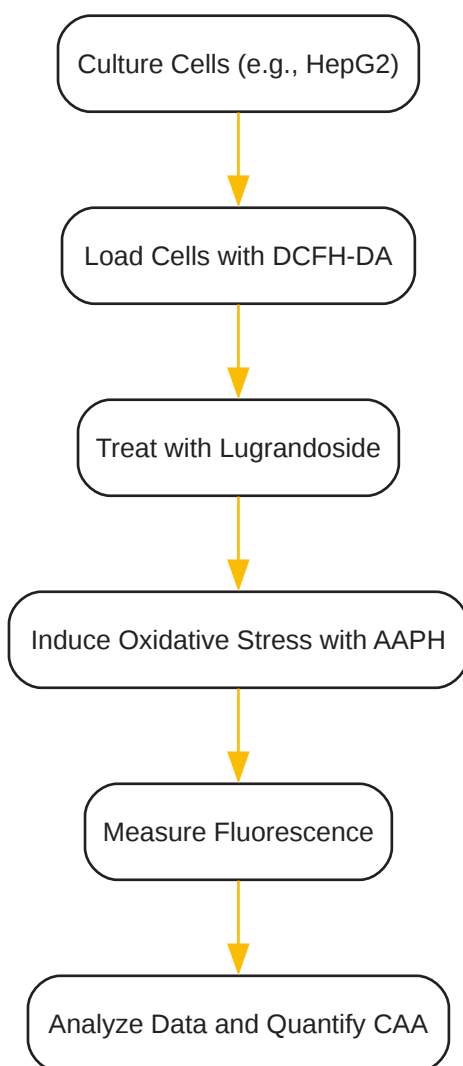 Culture Cells (e.g., HepG2)
Load Cells with DCFH-DA
Treat with Lugrandoside
Induce Oxidative Stress with AAPH
Measure Fluorescence
Analyze Data and Quantify CAA